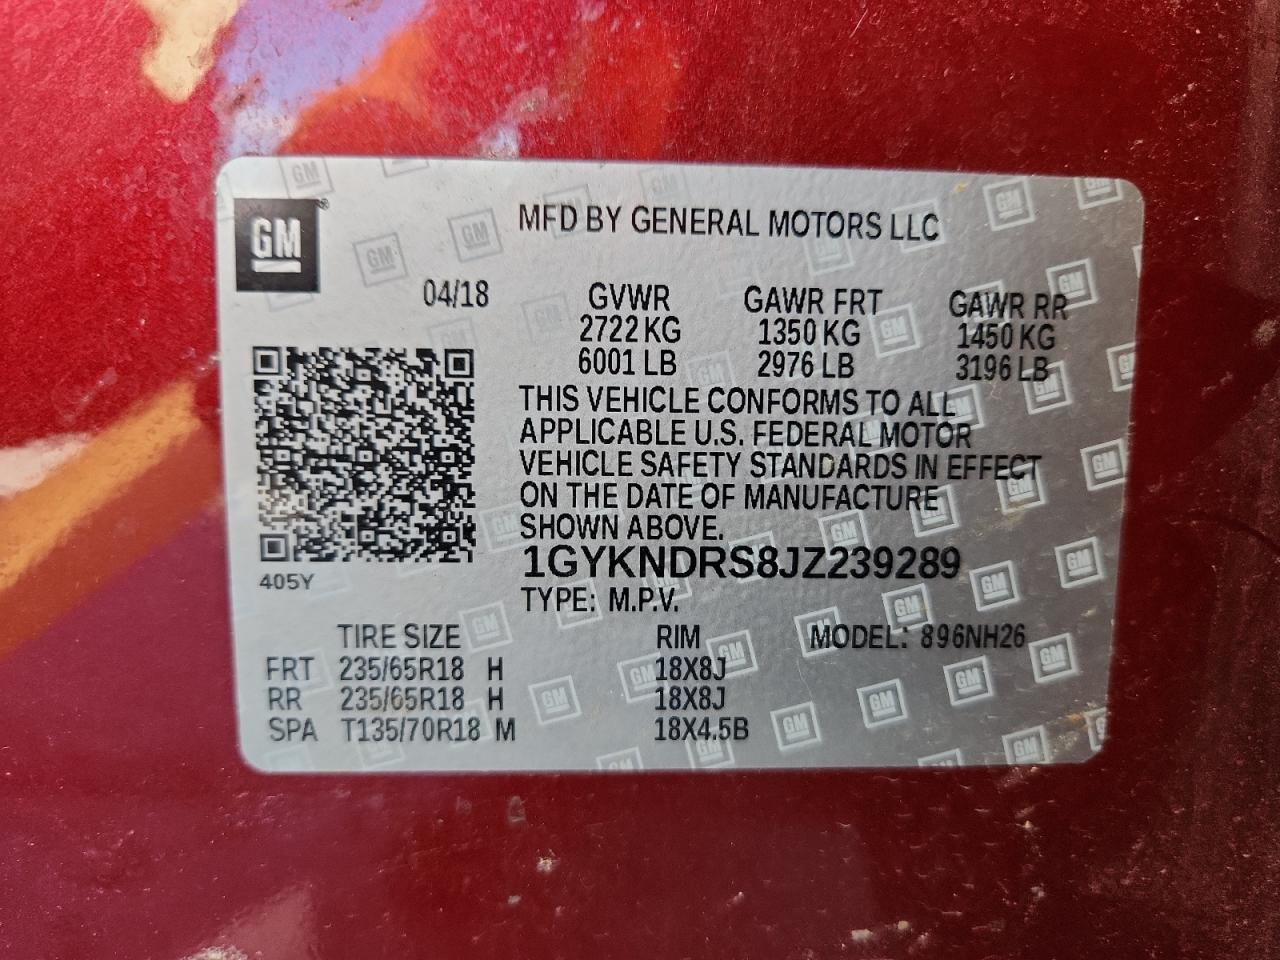 GM
MFD BY GENERAL MOTORS LLC
04/18 GVWR GAWR FRT GAWR RR
2722 KG 1350 KG 1450 KG
6001 LB 2976 LB 3196 LB
THIS VEHICLE CONFORMS TO ALL
APPLICABLE U.S. FEDERAL MOTOR
VEHICLE SAFETY STANDARDS IN EFFECT
ON THE DATE OF MANUFACTURE
SHOWN ABOVE.
1GYKNDRS8JZ239289
405Y
TYPE: M.P.V.
TIRE SIZE RIM MODEL: 896NH26
FRT 235/65R18 H 18X8J
RR 235/65R18 H 18X8J
SPA T135/70R18 M 18X4.5B